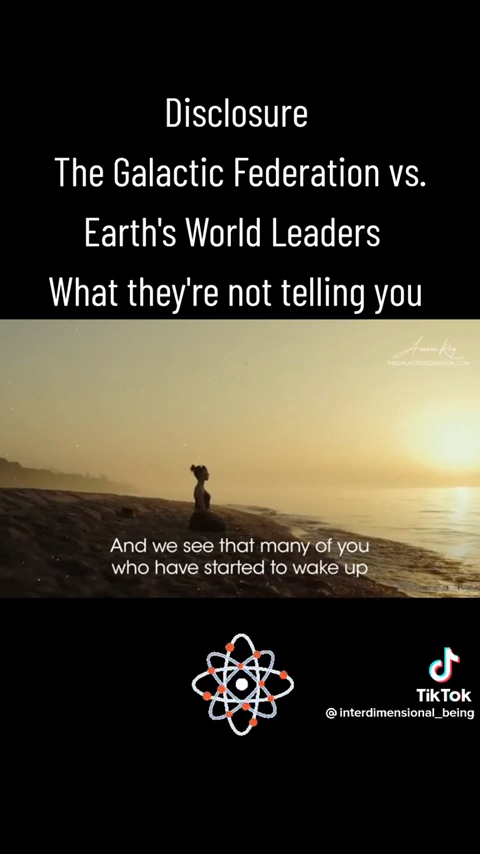 Disclosure
The Galactic Federation vs.
Earth's World Leaders
What they're not telling you
And we see that many of you
who have started to wake up
TikTok
@interdimensional_being